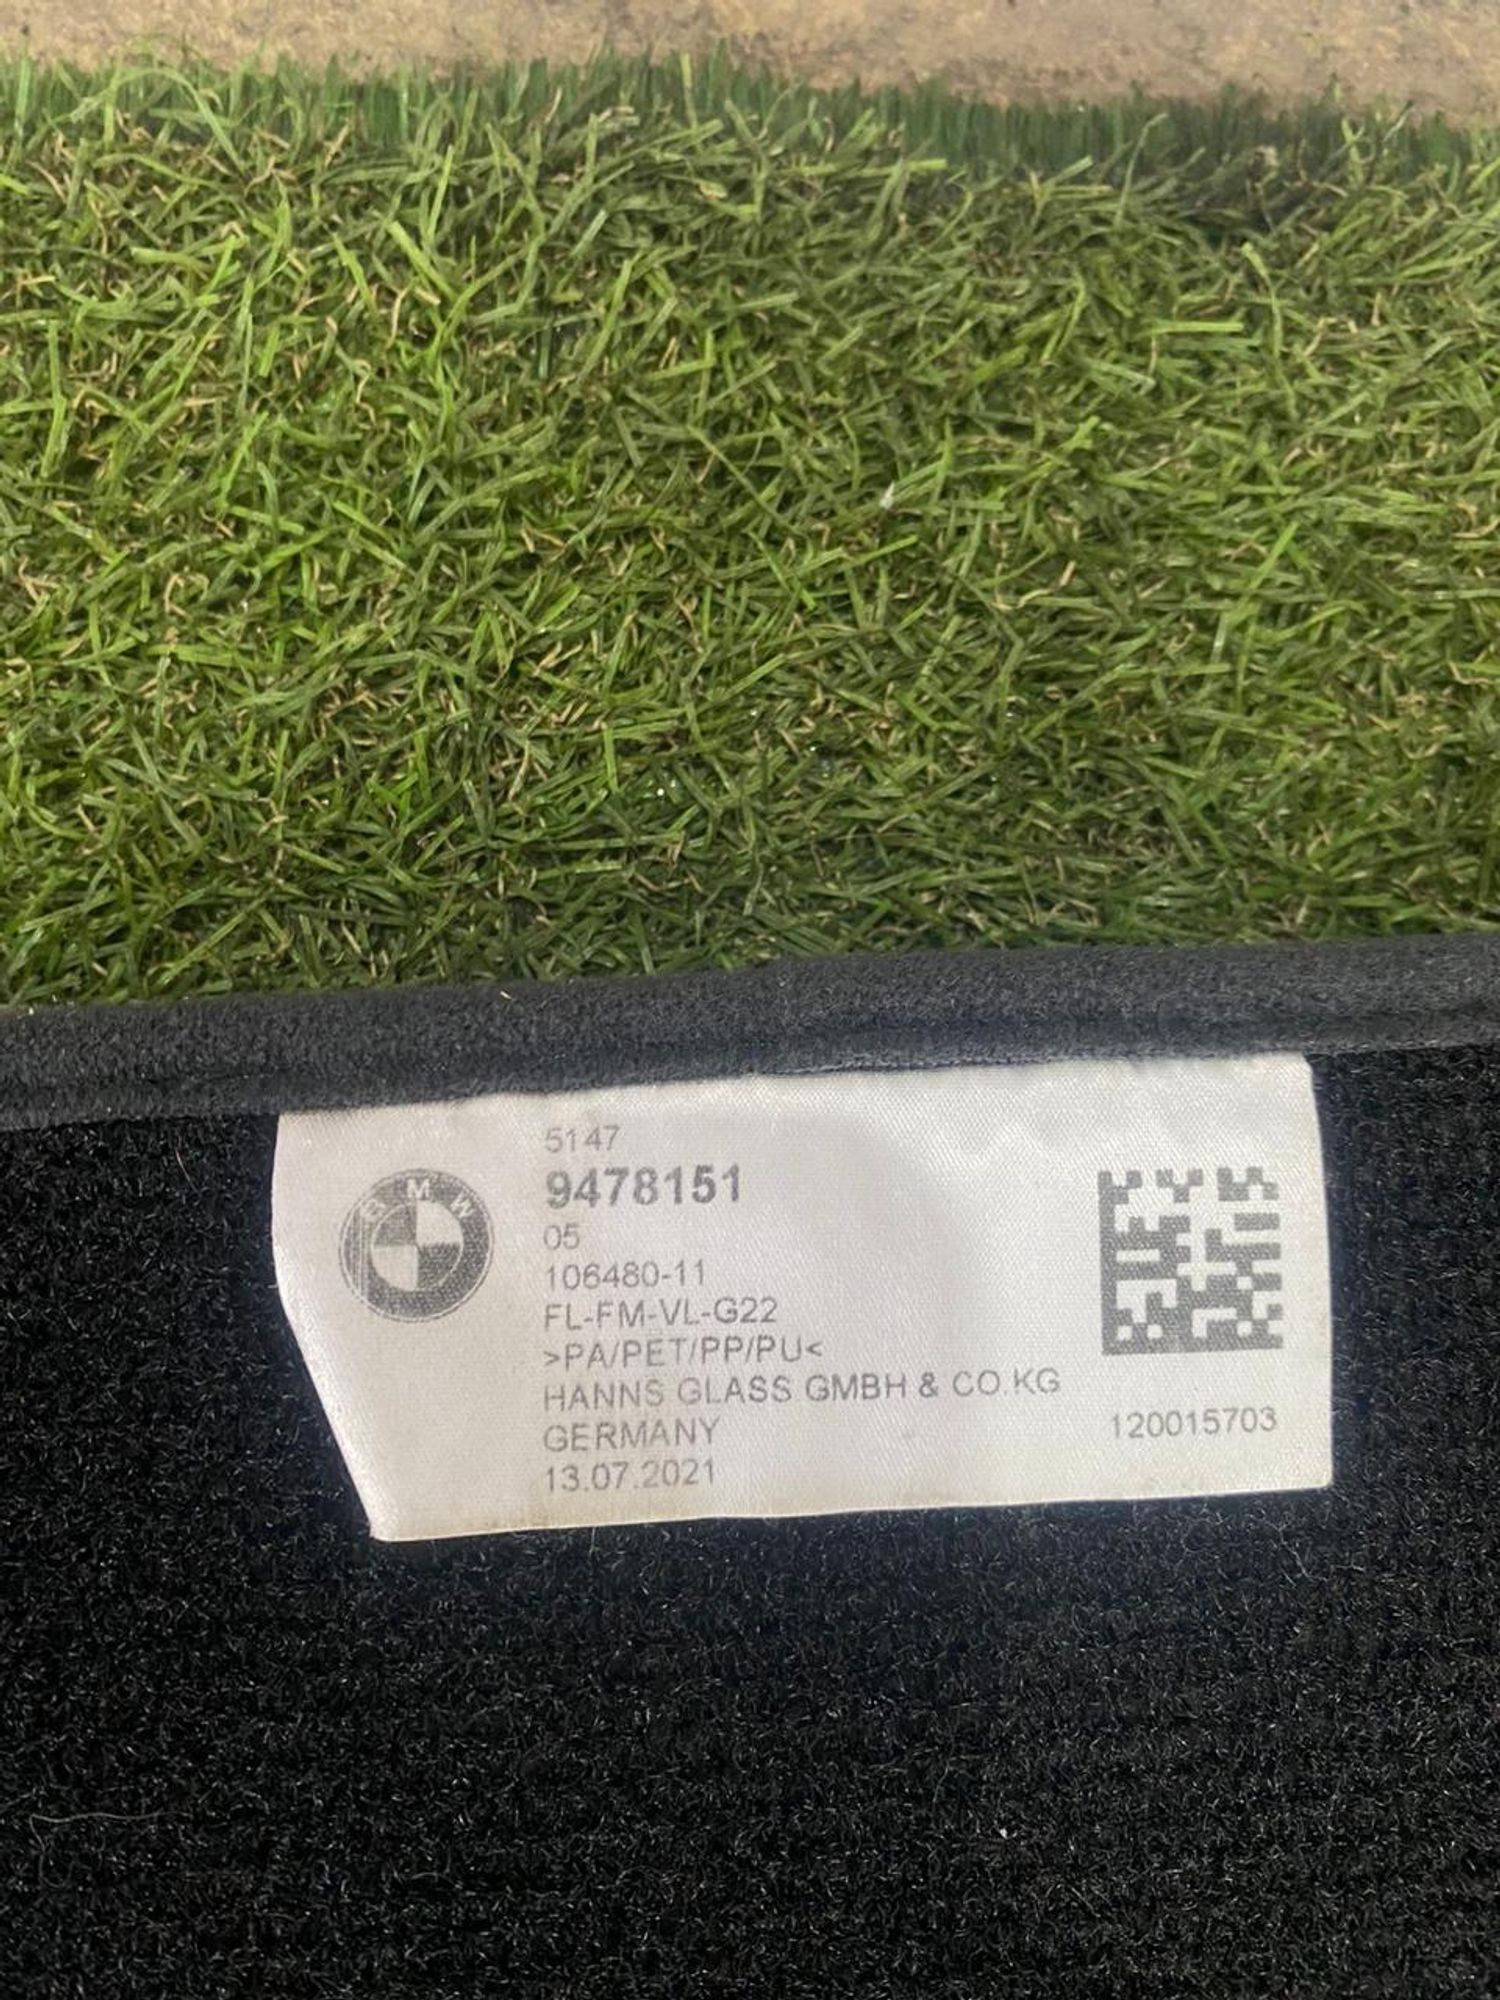 BMW
5147
9478151
05
106480-11
FL-FM-VL-G22
>PA/PET/PP/PU<
HANNS GLASS GMBH & CO.KG
GERMANY
13.07.2021
120015703